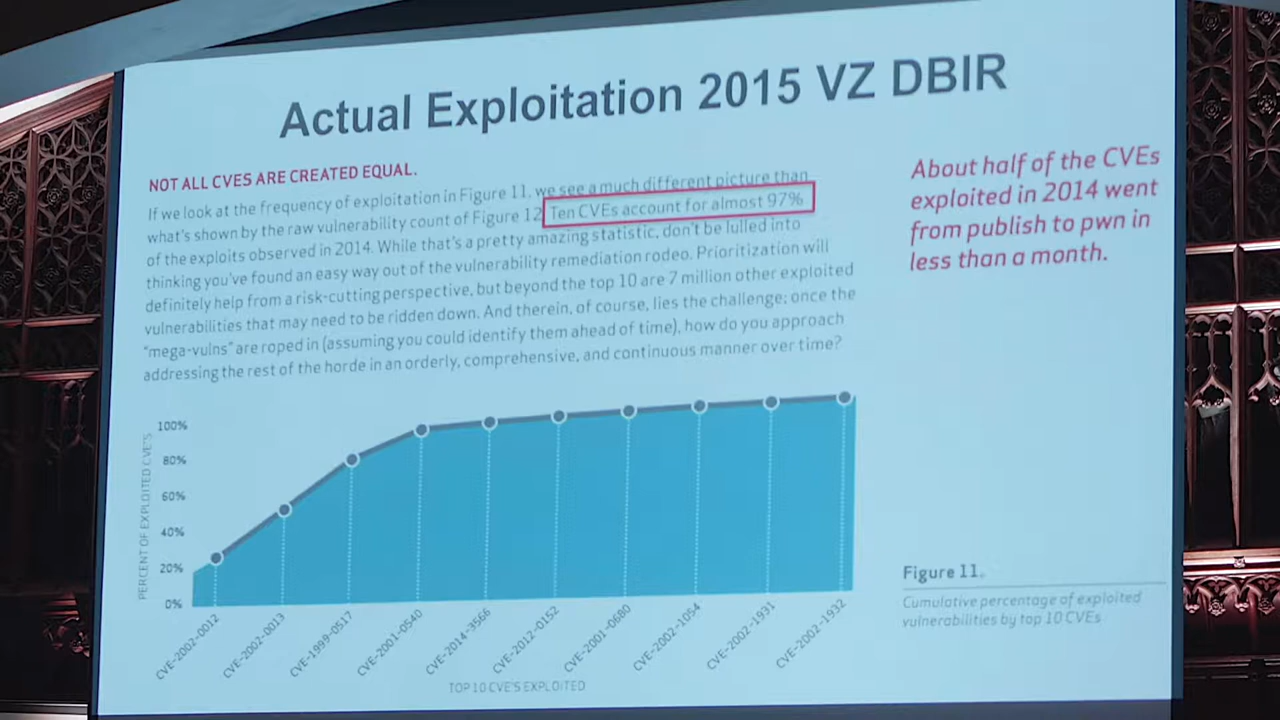 Actual Exploitation 2015 VZ DBIR
NOT ALL CVES ARE CREATED EQUAL.
If we look at the frequency of exploitation in Figure 11, we see a much different picture than
what's shown by the raw vulnerability count of Figure 12. Ten CVEs account for almost 97%
of the exploits observed in 2014. While that's a pretty amazing statistic, don't be lulled into
thinking you've found an easy way out of the vulnerability remediation rodeo. Prioritization will
definitely help from a risk-cutting perspective, but beyond the top 10 are 7 million other exploited
vulnerabilities that may need to be ridden down. And therein, of course, lies the challenge; once the
"mega-vulns" are roped in (assuming you could identify them ahead of time), how do you approach
addressing the rest of the horde in an orderly, comprehensive, and continuous manner over time?
About half of the CVEs
exploited in 2014 went
from publish to pwn in
less than a month.
PERCENT OF EXPLOITED CVE'S
100%
80%
60%
40%
20%
0%
CVE-2002-0012
CVE-2002-0013
CVE-1999-0517
CVE-2001-0540
CVE-2014-3566
CVE-2012-0152
CVE-2001-0680
CVE-2002-1054
CVE-2002-1931
CVE-2002-1932
TOP 10 CVE'S EXPLOITED
Figure 11.
Cumulative percentage of exploited
vulnerabilities by top 10 CVEs